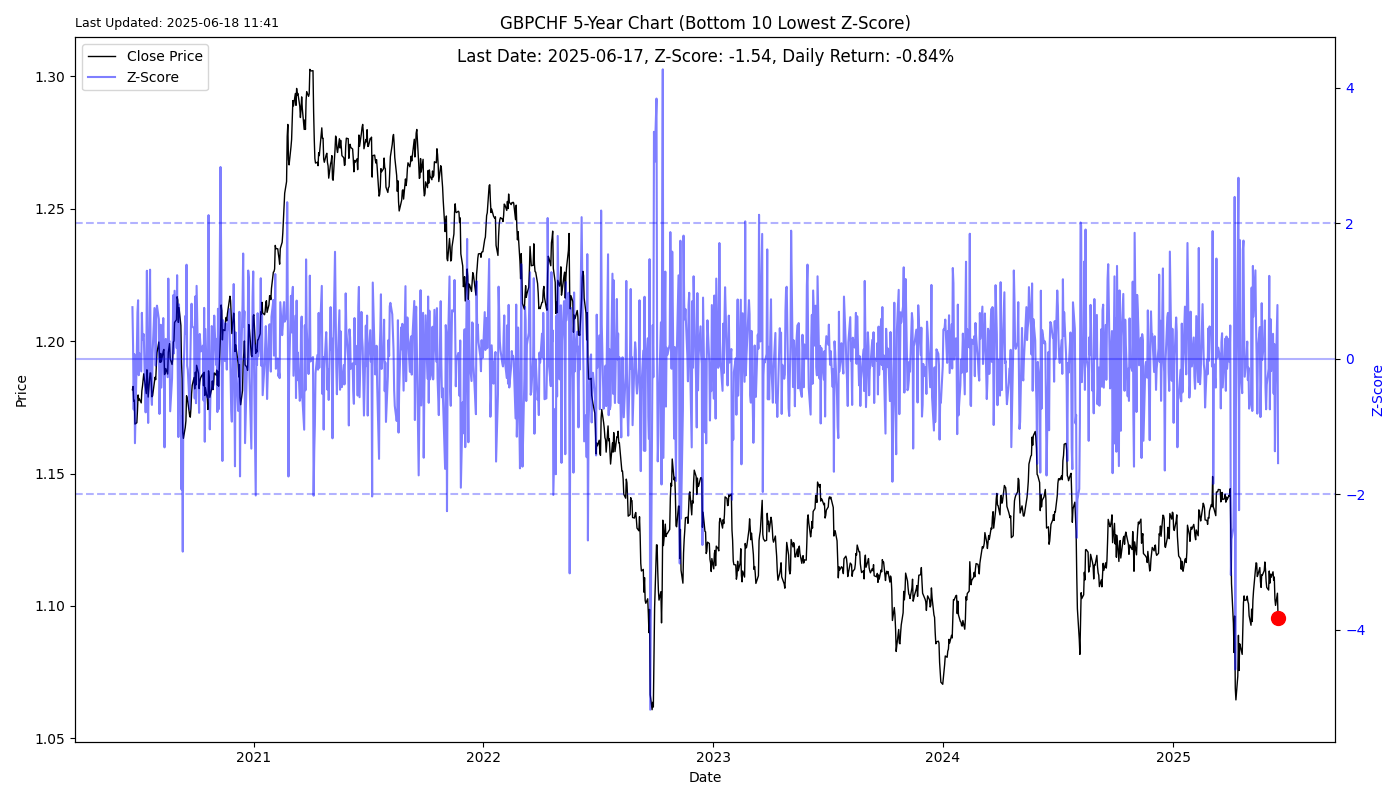 Last Updated: 2025-06-18 11:41
GBPCHF 5-Year Chart (Bottom 10 Lowest Z-Score)
Last Date: 2025-06-17, Z-Score: -1.54, Daily Return: -0.84%
Close Price
Z-Score
1.30
1.25
1.20
1.15
1.10
1.05
Price
4
2
0
−2
−4
Z-Score
2021
2022
2023
2024
2025
Date